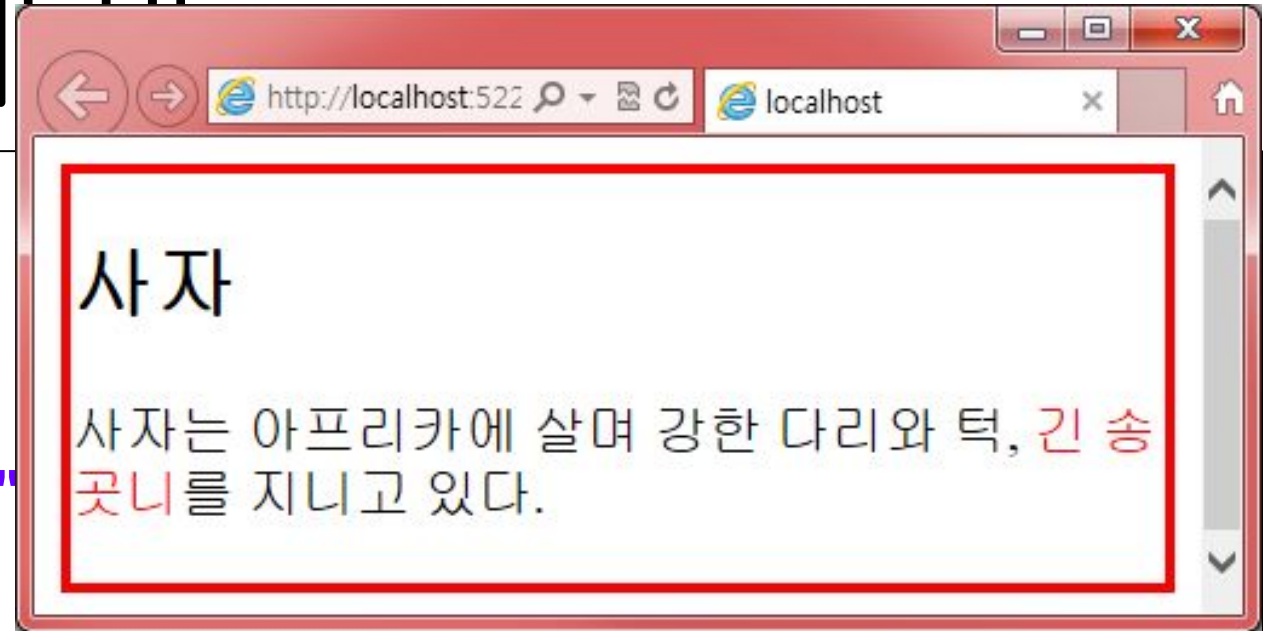 http://localhost:522
localhost
사자
사자는 아프리카에 살며 강한 다리와 턱, 긴 송
곳니를 지니고 있다.
"